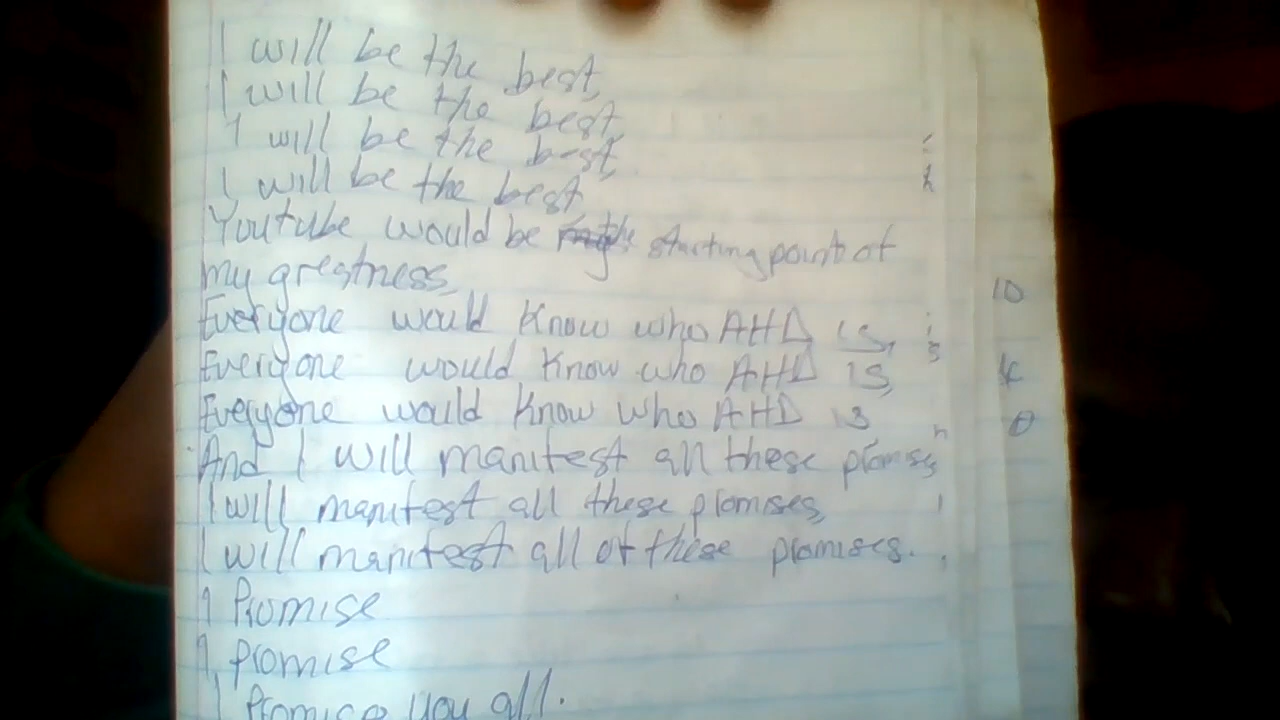 I will be the best,
I will be the best,
I will be the best,
I will be the best,
Youtube would be the starting point of
my greatness,
Everyone would know who AHD is,
Everyone would know who AHD is,
Everyone would know who AHD is
And I will manifest all these promises,
I will manifest all these promises,
I will manifest all of these promises.
I Promise
I promise
I Promise you all.